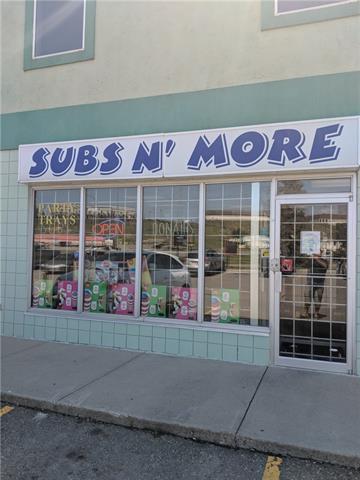 SUBS N' MORE
PARTY
TRAYS
OPEN
DONAIRS